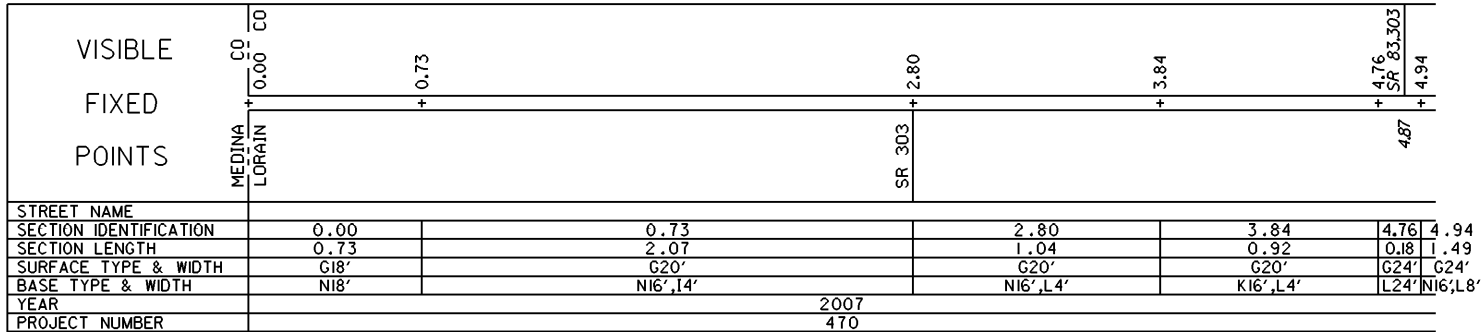 VISIBLE
FIXED
POINTS
CO CO
0.00
0.73
2.80
3.84
4.76
SR 83,303
4.94
4.87
MEDINA
LORAIN
SR 303
STREET NAME
SECTION IDENTIFICATION 0.00 0.73 2.80 3.84 4.76 4.94
SECTION LENGTH 0.73 2.07 1.04 0.92 0.18 1.49
SURFACE TYPE & WIDTH G18' G20' G20' G20' G24' G24'
BASE TYPE & WIDTH N18' N16',I4' N16',L4' K16',L4' L24' N16',L8'
YEAR 2007
PROJECT NUMBER 470